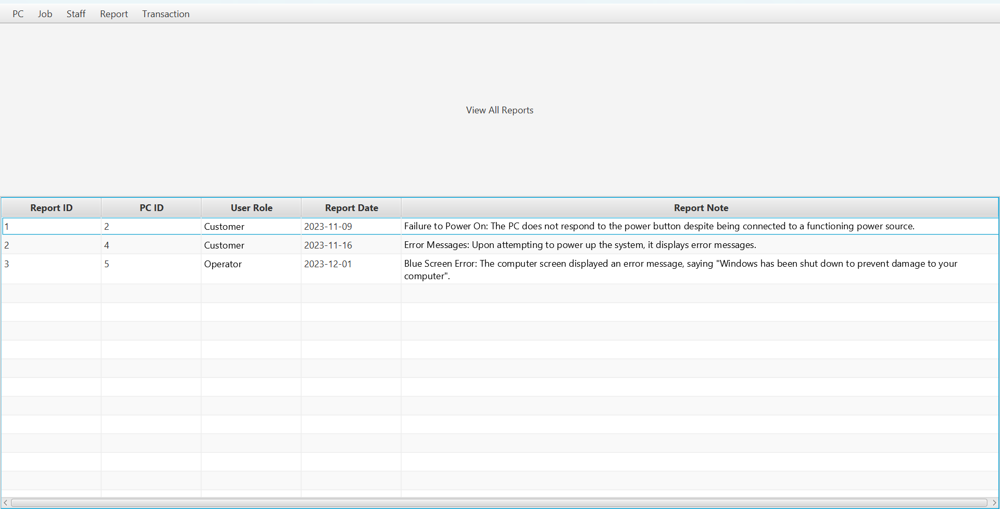 PC Job Staff Report Transaction
View All Reports
Report ID PC ID User Role Report Date Report Note
1 2 Customer 2023-11-09 Failure to Power On: The PC does not respond to the power button despite being connected to a functioning power source.
2 4 Customer 2023-11-16 Error Messages: Upon attempting to power up the system, it displays error messages.
3 5 Operator 2023-12-01 Blue Screen Error: The computer screen displayed an error message, saying "Windows has been shut down to prevent damage to your
computer".